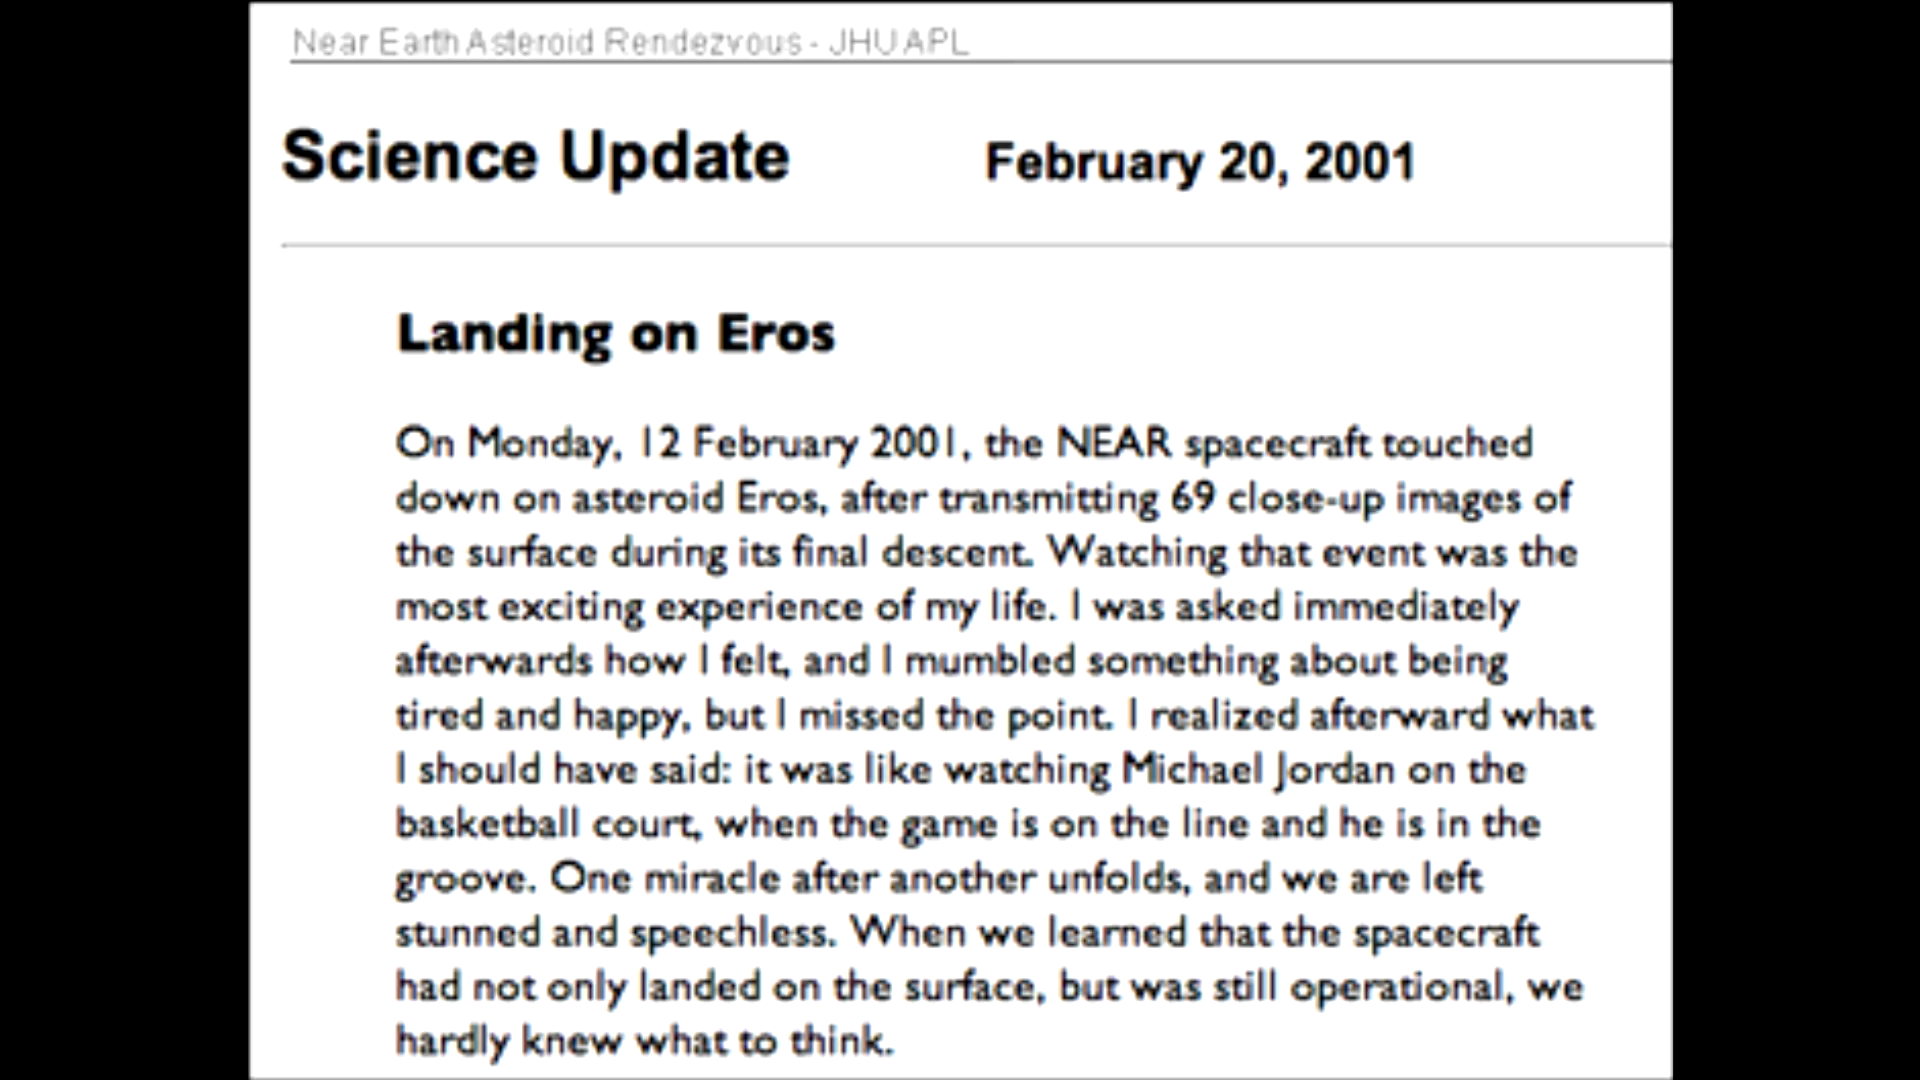 Near Earth Asteroid Rendezvous - JHU APL
Science Update February 20, 2001
Landing on Eros
On Monday, 12 February 2001, the NEAR spacecraft touched
down on asteroid Eros, after transmitting 69 close-up images of
the surface during its final descent. Watching that event was the
most exciting experience of my life. I was asked immediately
afterwards how I felt, and I mumbled something about being
tired and happy, but I missed the point. I realized afterward what
I should have said: it was like watching Michael Jordan on the
basketball court, when the game is on the line and he is in the
groove. One miracle after another unfolds, and we are left
stunned and speechless. When we learned that the spacecraft
had not only landed on the surface, but was still operational, we
hardly knew what to think.